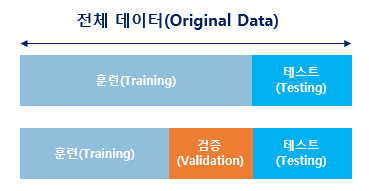 전체 데이터(Original Data)
훈련(Training)
테스트
(Testing)
훈련(Training)
검증
(Validation)
테스트
(Testing)